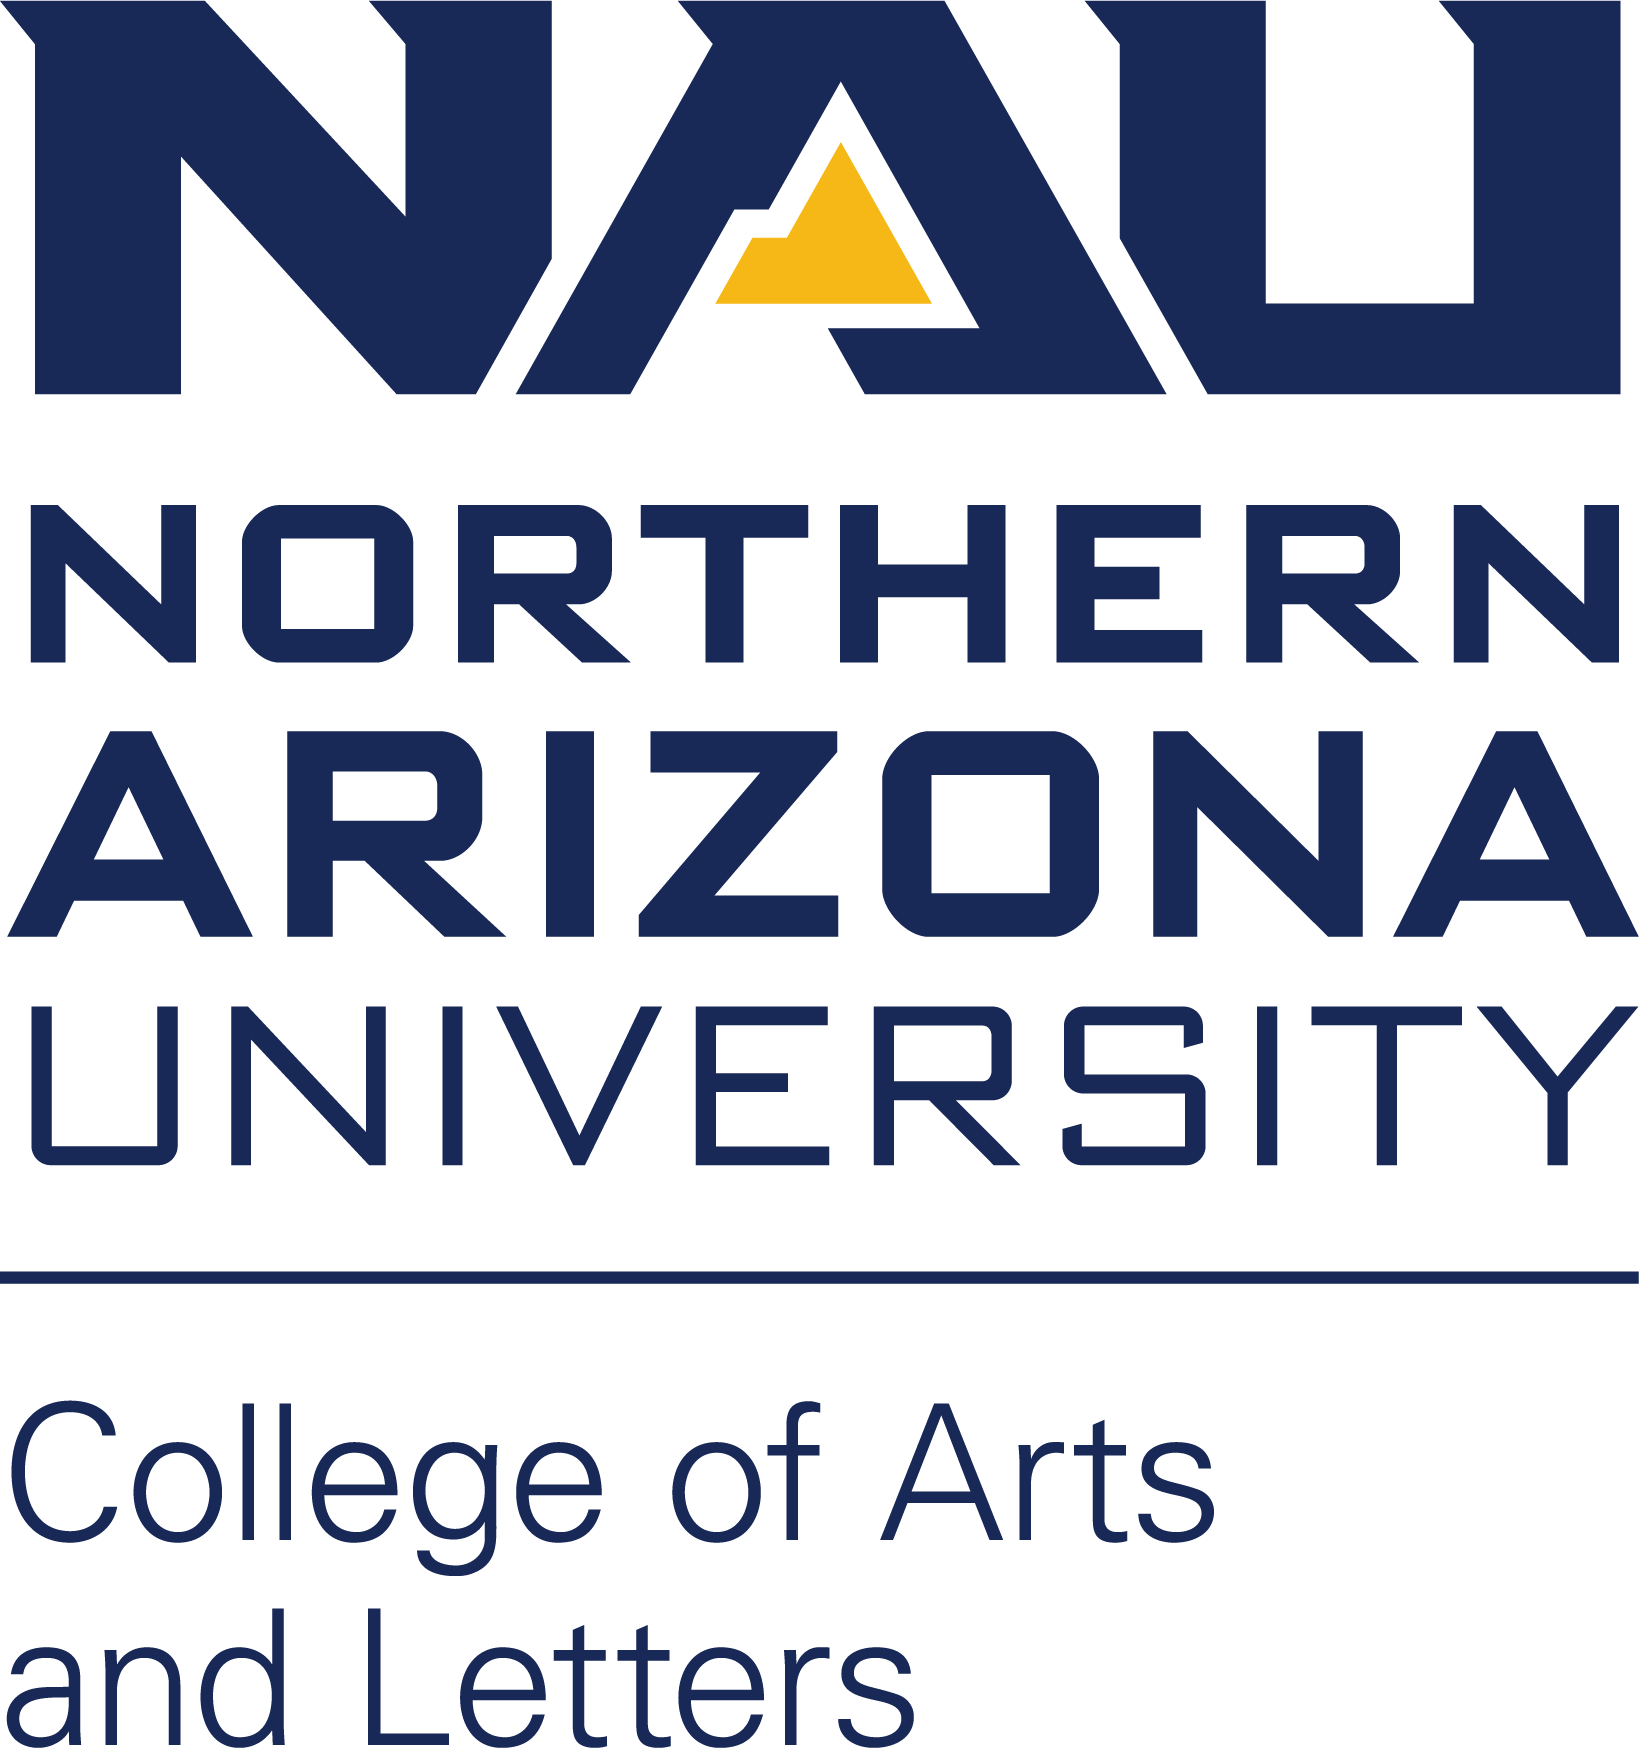 NAU
NORTHERN
ARIZONA
UNIVERSITY
College of Arts
and Letters